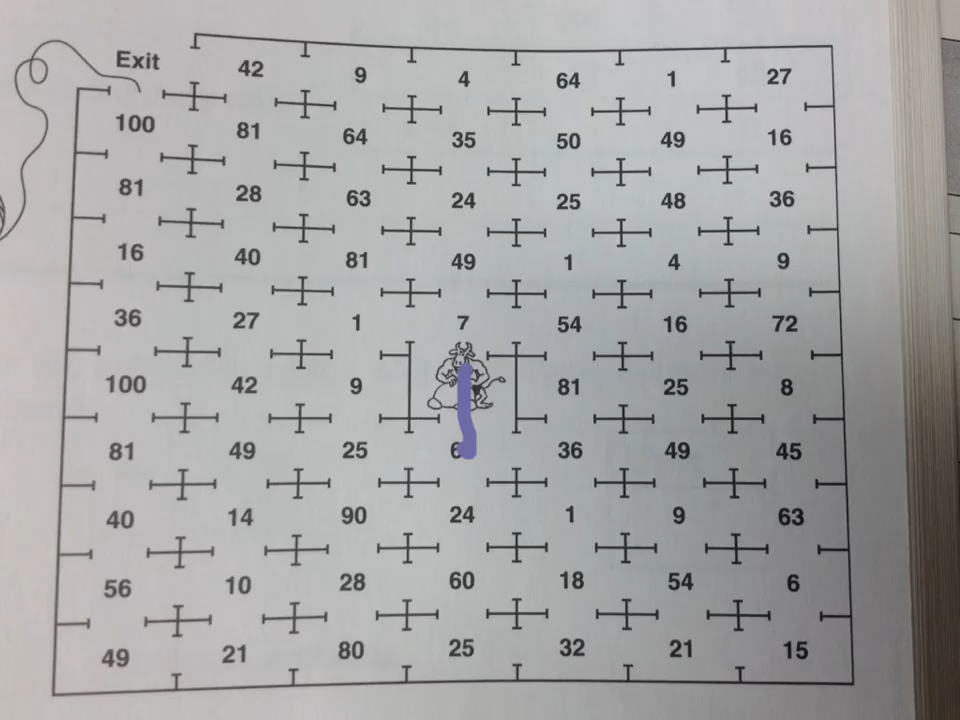 Exit 42 9 4 64 1 27
100 81 64 35 50 49 16
81 28 63 24 25 48 36
16 40 81 49 1 4 9
36 27 1 7 54 16 72
100 42 9 81 25 8
81 49 25 36 49 45
40 14 90 24 1 9 63
56 10 28 60 18 54 6
49 21 80 25 32 21 15